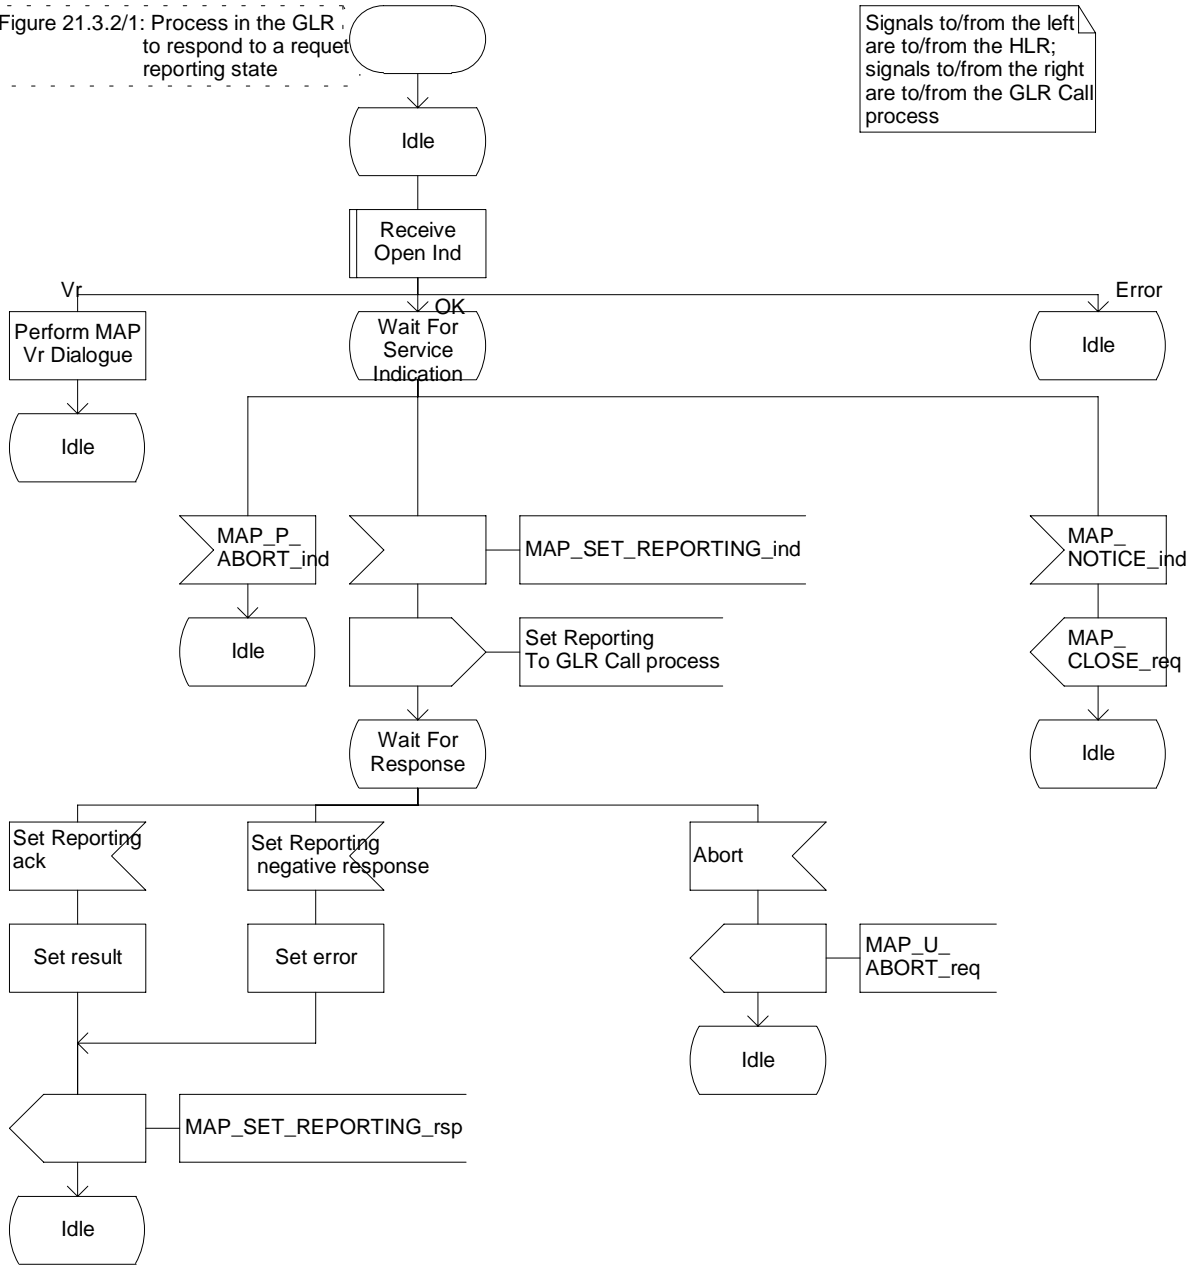 Figure 21.3.2/1: Process in the GLR
to respond to a requet
reporting state
Signals to/from the left
are to/from the HLR;
signals to/from the right
are to/from the GLR Call
process
Idle
Receive
Open Ind
Vr
OK
Error
Perform MAP
Vr Dialogue
Wait For
Service
Indication
Idle
Idle
MAP_P_
ABORT_ind
MAP_SET_REPORTING_ind
MAP_
NOTICE_ind
Idle
Set Reporting
To GLR Call process
MAP_
CLOSE_req
Wait For
Response
Idle
Set Reporting
ack
Set Reporting
negative response
Abort
Set result
Set error
MAP_U_
ABORT_req
Idle
MAP_SET_REPORTING_rsp
Idle